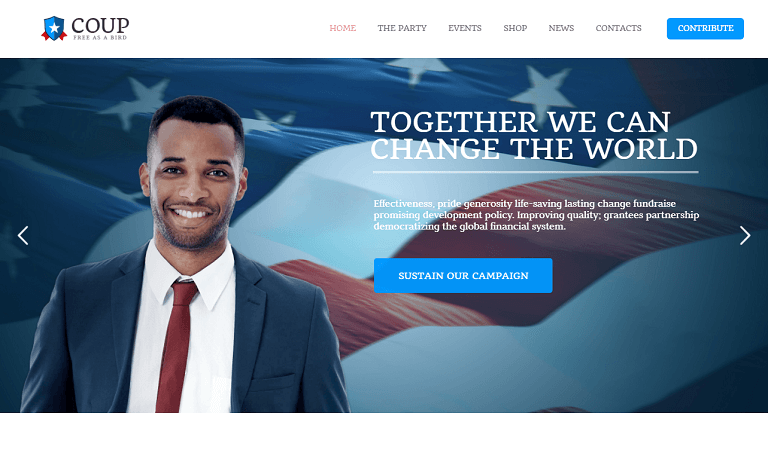 COUP
FREE AS A BIRD
HOME
THE PARTY
EVENTS
SHOP
NEWS
CONTACTS
CONTRIBUTE
TOGETHER WE CAN
CHANGE THE WORLD
Effectiveness, pride generosity life-saving lasting change fundraise
promising development policy. Improving quality; grantees partnership
democratizing the global financial system.
SUSTAIN OUR CAMPAIGN